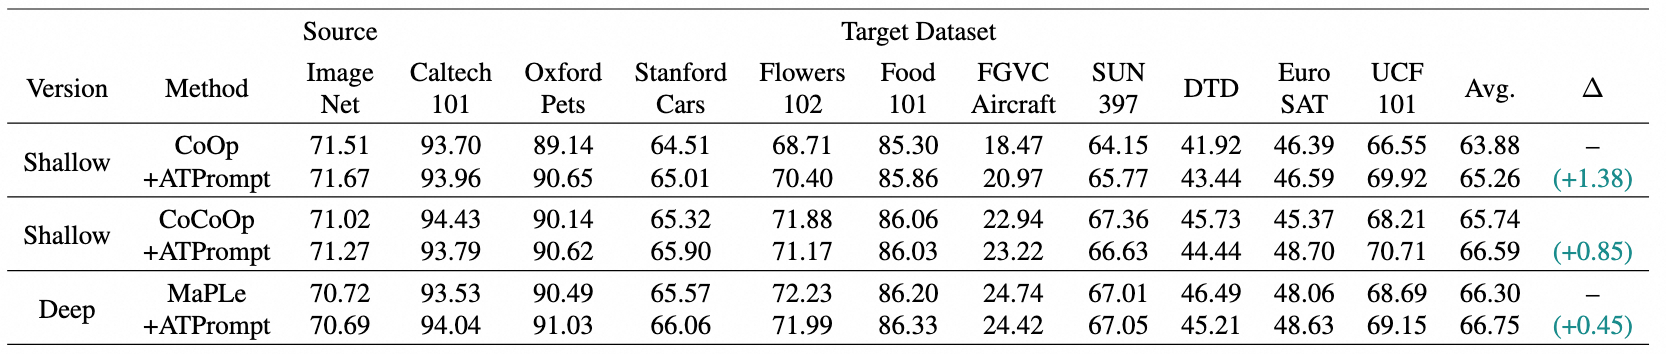 Source Target Dataset
Version Method Image Net Caltech 101 Oxford Pets Stanford Cars Flowers 102 Food 101 FGVC Aircraft SUN 397 DTD Euro SAT UCF 101 Avg. Δ
Shallow CoOp 71.51 93.70 89.14 64.51 68.71 85.30 18.47 64.15 41.92 46.39 66.55 63.88 –
+ATPrompt 71.67 93.96 90.65 65.01 70.40 85.86 20.97 65.77 43.44 46.59 69.92 65.26 (+1.38)
Shallow CoCoOp 71.02 94.43 90.14 65.32 71.88 86.06 22.94 67.36 45.73 45.37 68.21 65.74
+ATPrompt 71.27 93.79 90.62 65.90 71.17 86.03 23.22 66.63 44.44 48.70 70.71 66.59 (+0.85)
Deep MaPLe 70.72 93.53 90.49 65.57 72.23 86.20 24.74 67.01 46.49 48.06 68.69 66.30 –
+ATPrompt 70.69 94.04 91.03 66.06 71.99 86.33 24.42 67.05 45.21 48.63 69.15 66.75 (+0.45)